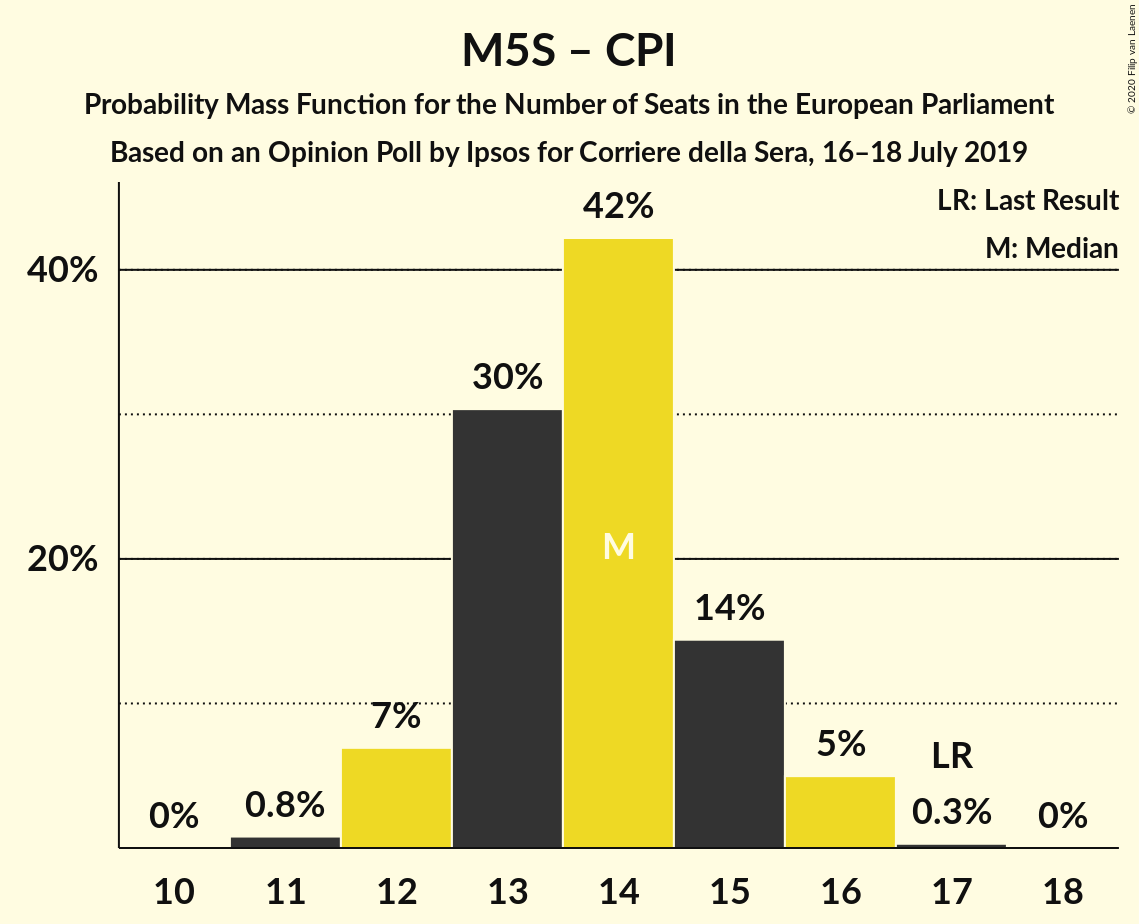 M5S – CPI
Probability Mass Function for the Number of Seats in the European Parliament
Based on an Opinion Poll by Ipsos for Corriere della Sera, 16–18 July 2019
© 2020 Filip van Laenen
LR: Last Result
M: Median
40%
20%
0%
0.8%
7%
30%
42%
M
14%
5%
LR
0.3%
0%
10 11 12 13 14 15 16 17 18